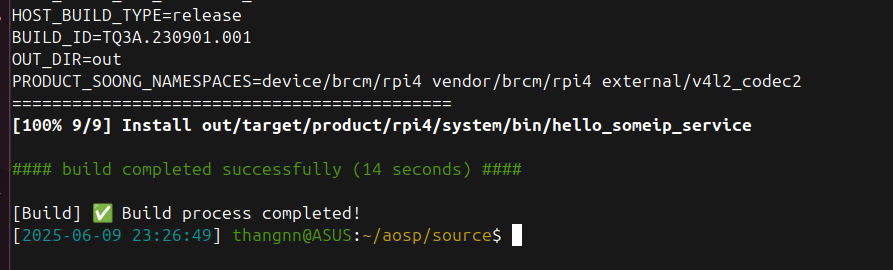 HOST_BUILD_TYPE=release
BUILD_ID=TQ3A.230901.001
OUT_DIR=out
PRODUCT_SOONG_NAMESPACES=device/brcm/rpi4 vendor/brcm/rpi4 external/v4l2_codec2
============================================
[100% 9/9] Install out/target/product/rpi4/system/bin/hello_someip_service
#### build completed successfully (14 seconds) ####
[Build] ✅ Build process completed!
[2025-06-09 23:26:49] thangnn@ASUS:~/aosp/source$